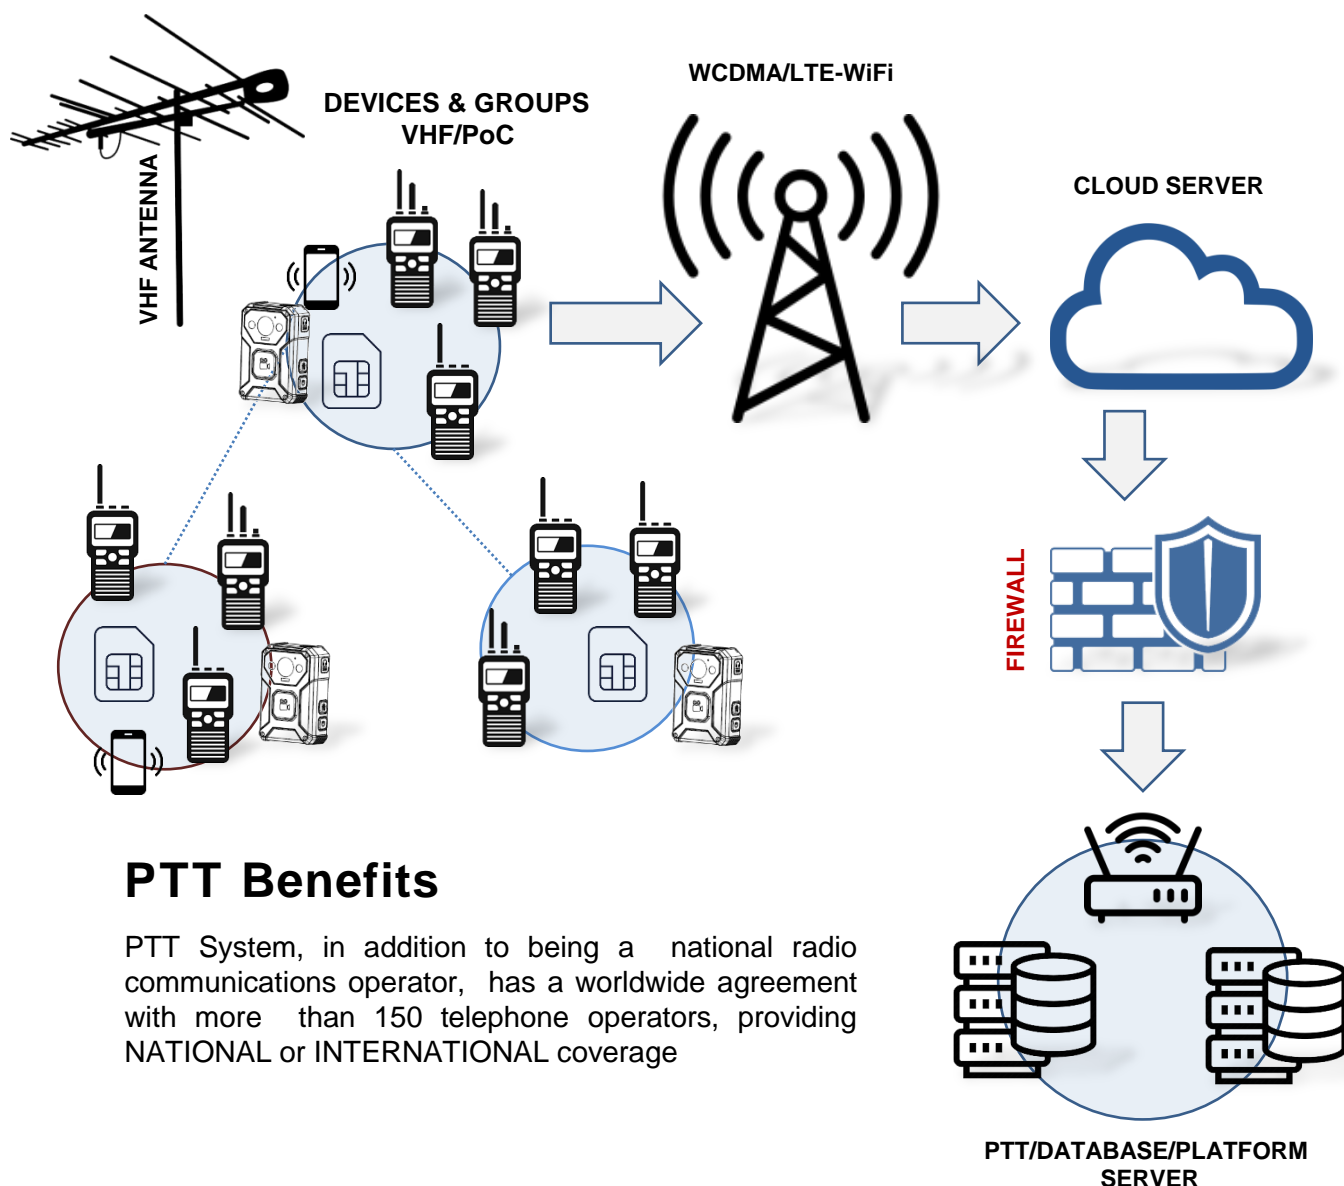 VHF ANTENNA
DEVICES & GROUPS
VHF/PoC
WCDMA/LTE-WiFi
CLOUD SERVER
FIREWALL
PTT Benefits
PTT System, in addition to being a national radio
communications operator, has a worldwide agreement
with more than 150 telephone operators, providing
NATIONAL or INTERNATIONAL coverage
PTT/DATABASE/PLATFORM
SERVER